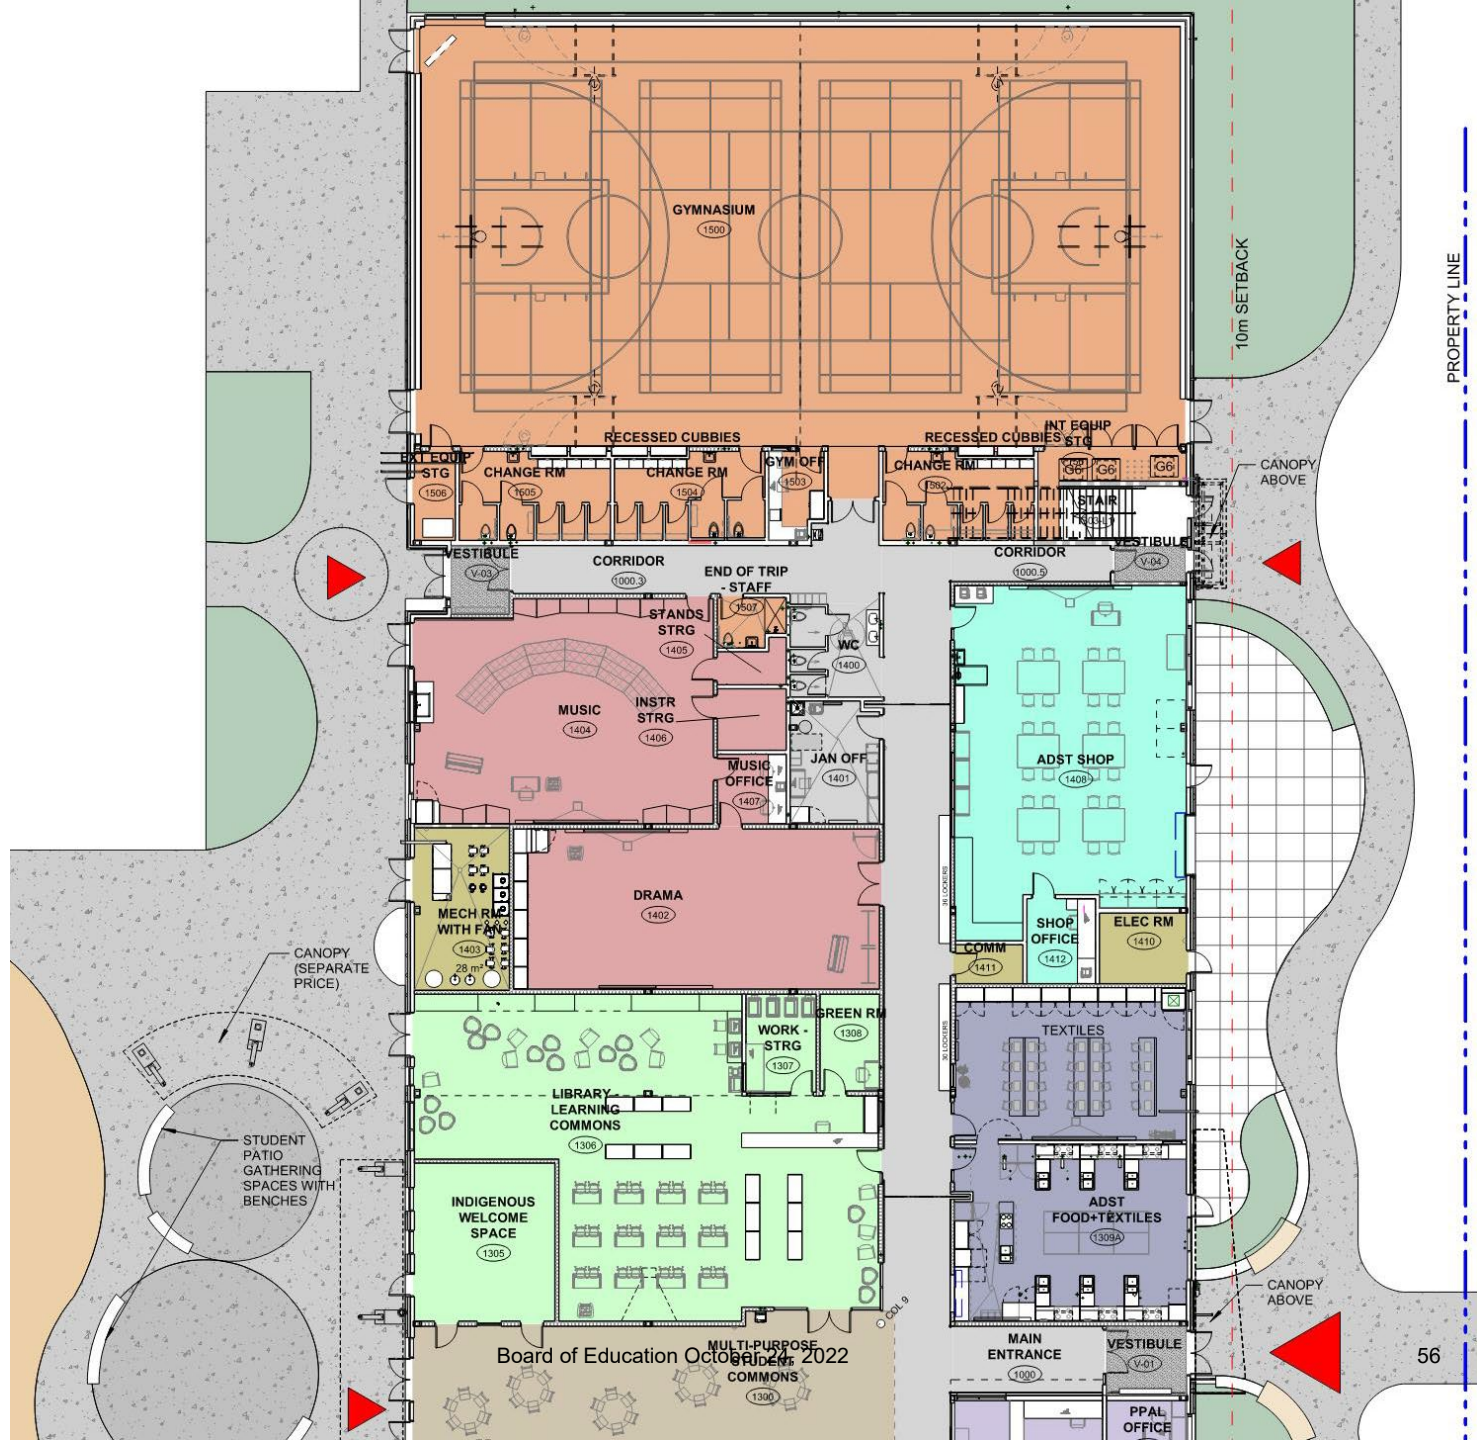 GYMNASIUM
1500
10m SETBACK
PROPERTY LINE
RECESSED CUBBIES
RECESSED CUBBIES
INT EQUIP
STG
EXT EQUIP
STG
1506
CHANGE RM
1505
CHANGE RM
1504
GYM OFF
1503
CHANGE RM
1502
G6
G6
G6
STAIR
CANOPY
ABOVE
VESTIBULE
V-03
CORRIDOR
1000.3
END OF TRIP
- STAFF
1507
CORRIDOR
1000.5
VESTIBULE
V-04
STANDS
STRG
1405
WC
1400
MUSIC
1404
INSTR
STRG
1406
MUSIC
OFFICE
1407
JAN OFF
1401
ADST SHOP
1408
DRAMA
1402
MECH RM
WITH FAN
1403
28 m²
30 LOCKERS
SHOP
OFFICE
1412
ELEC RM
1410
COMM
1411
CANOPY
(SEPARATE
PRICE)
WORK -
STRG
1307
GREEN RM
1308
30 LOCKERS
TEXTILES
LIBRARY
LEARNING
COMMONS
1306
STUDENT
PATIO
GATHERING
SPACES WITH
BENCHES
INDIGENOUS
WELCOME
SPACE
1305
ADST
FOOD+TEXTILES
1309A
CANOPY
ABOVE
COL 9
MULTI-PURPOSE
STUDENT
COMMONS
1300
Board of Education October 24, 2022
MAIN
ENTRANCE
1000
VESTIBULE
V-01
56
PPAL
OFFICE